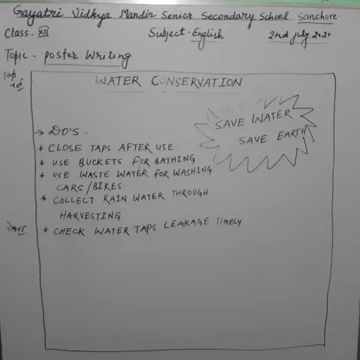 Gayatri Vidhya Mandir Senior Secondary School Sanchore
Class - XII Subject - English 2nd july 2020
Topic - poster Writing
WATER CONSERVATION
SAVE WATER
SAVE EARTH
→ DO'S -
* CLOSE TAPS AFTER USE
* USE BUCKETS FOR BATHING
* USE WASTE WATER FOR WASHING
CARS/BIKES.
* COLLECT RAIN WATER THROUGH
HARVESTING
* CHECK WATER TAPS LEAKAGE TIMELY